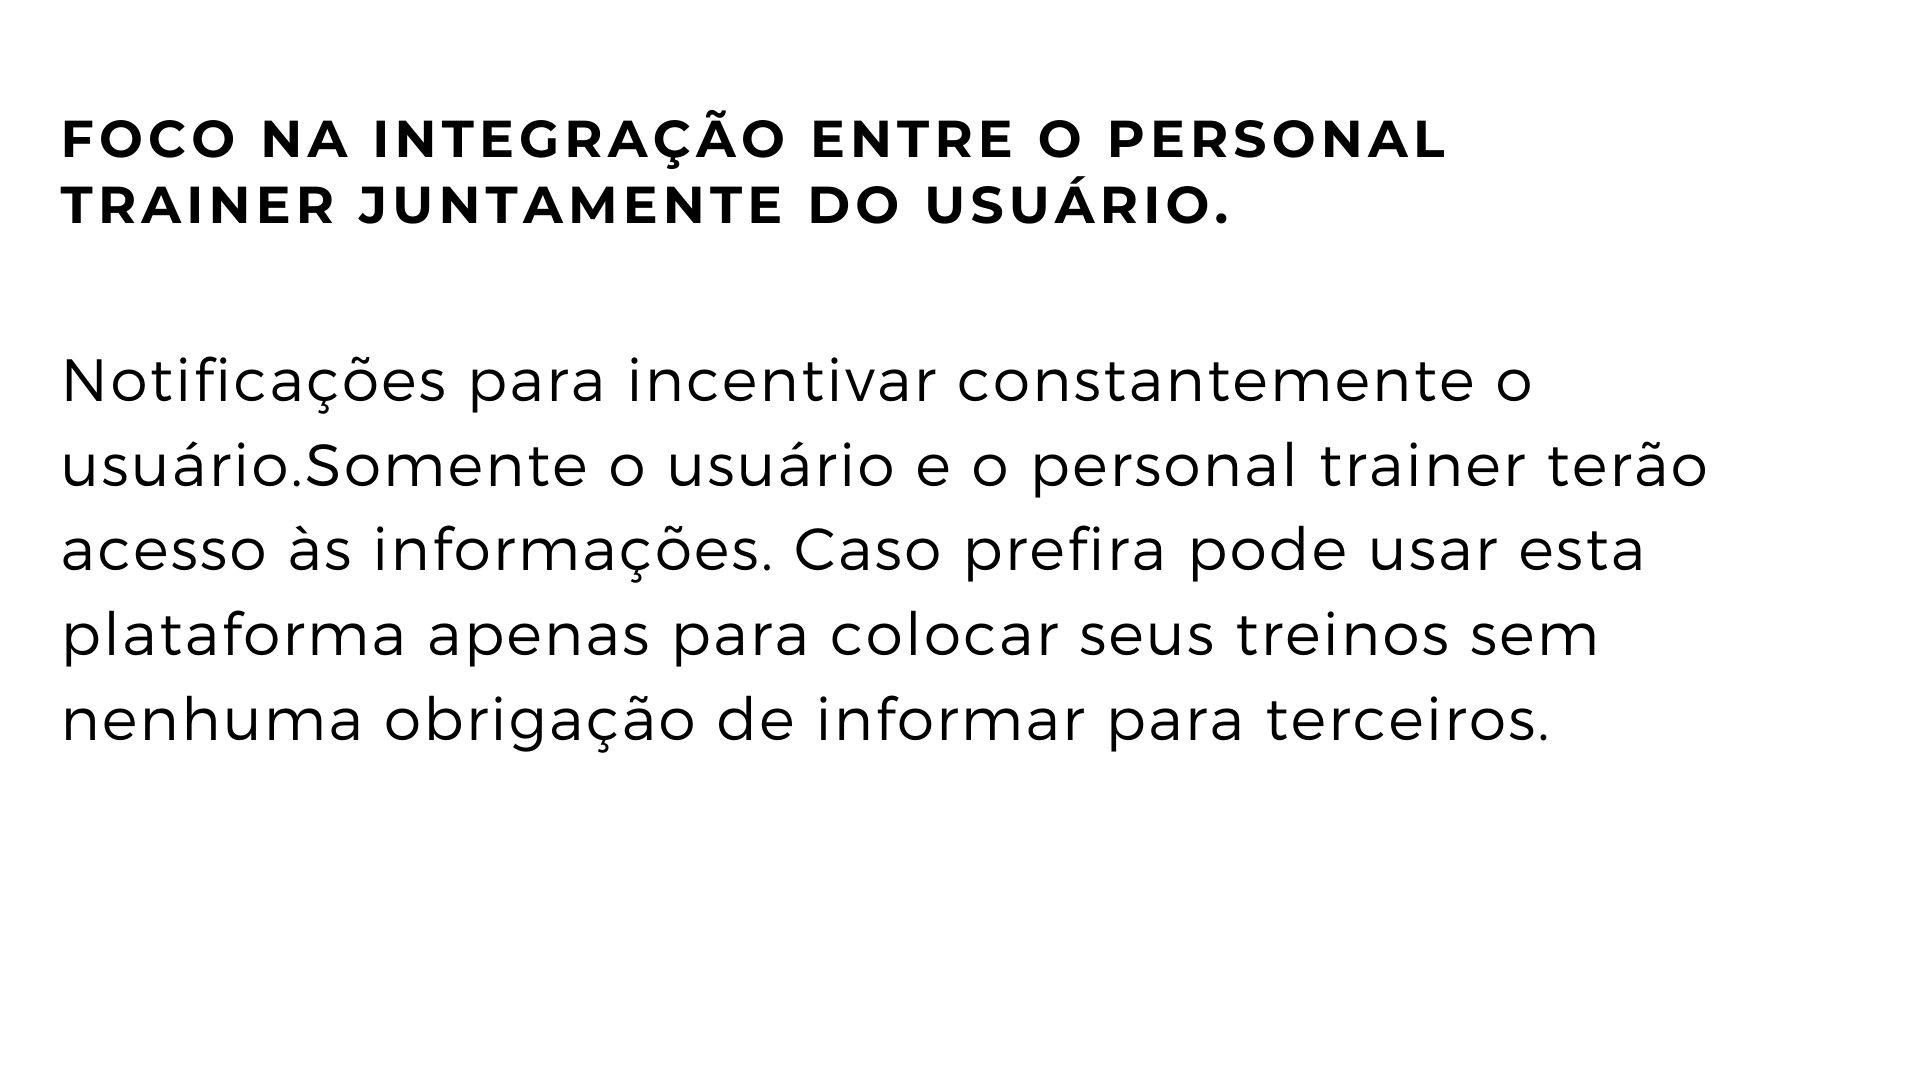 FOCO NA INTEGRAÇÃO ENTRE O PERSONAL
TRAINER JUNTAMENTE DO USUÁRIO.
Notificações para incentivar constantemente o
usuário.Somente o usuário e o personal trainer terão
acesso às informações. Caso prefira pode usar esta
plataforma apenas para colocar seus treinos sem
nenhuma obrigação de informar para terceiros.